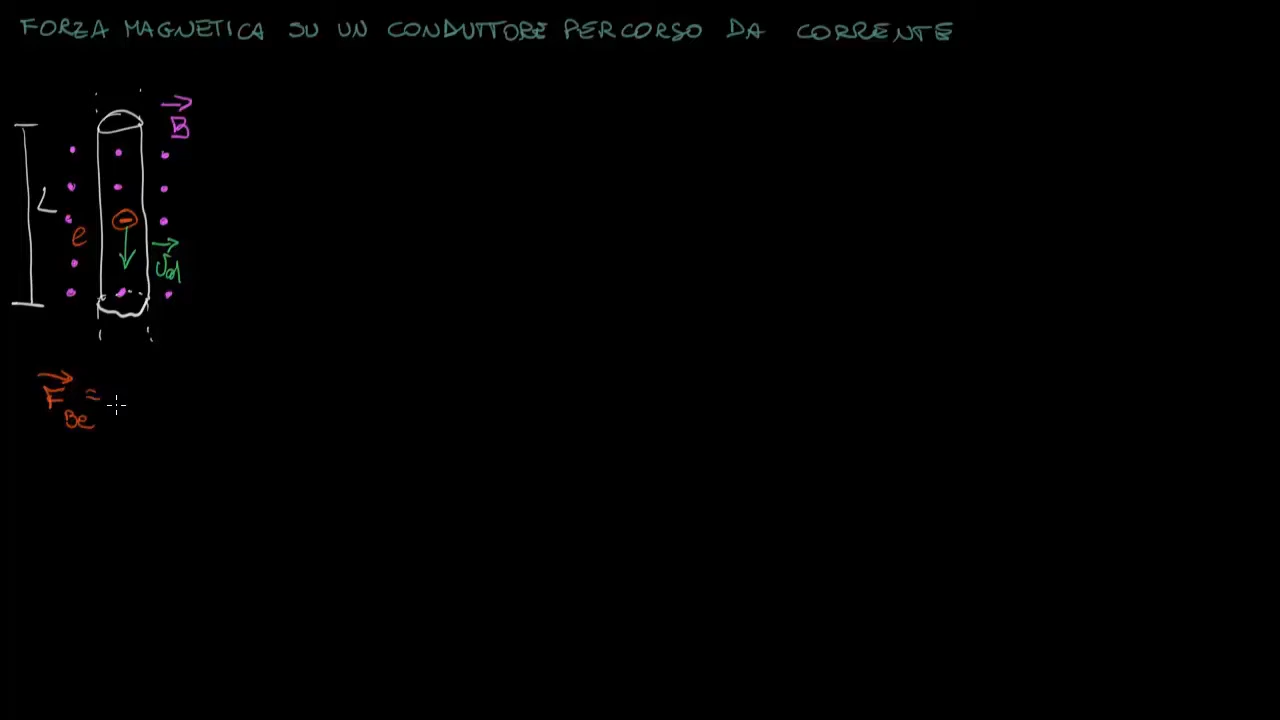 FORZA MAGNETICA SU UN CONDUTTORE PERCORSO DA CORRENTE
B
L
e
−
vd
F Be =